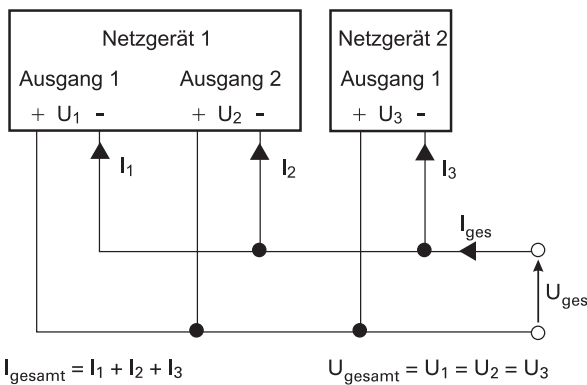 Netzgerät 1
Netzgerät 2
Ausgang 1
Ausgang 2
Ausgang 1
+ U1 -
+ U2 -
+ U3 -
I1
I2
I3
Iges
Uges
Igesamt = I1 + I2 + I3
Ugesamt = U1 = U2 = U3